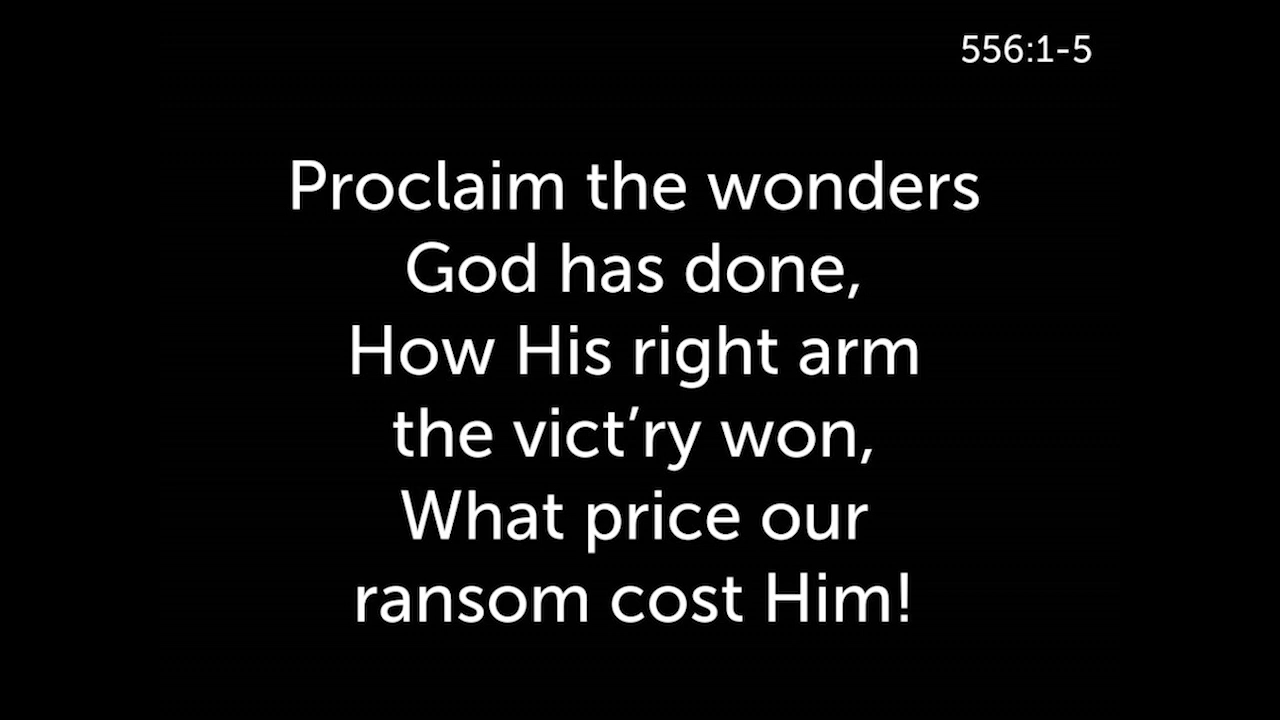 556:1-5
Proclaim the wonders
God has done,
How His right arm
the vict’ry won,
What price our
ransom cost Him!